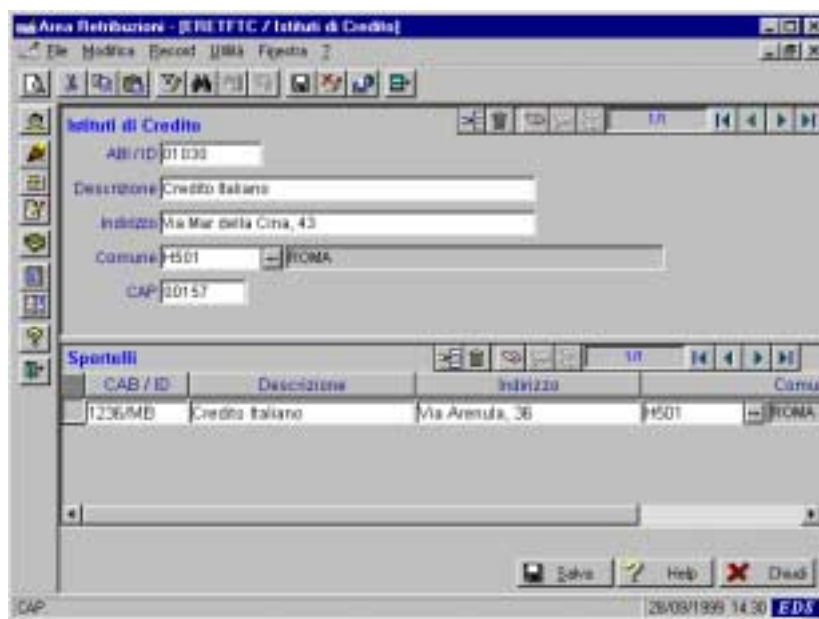 Area Retribuzioni - [ERETFTC / Istituti di Credito]
File Modifica Record Utilità Finestra ?
Istituti di Credito
1/1
ABI / ID 01030
Descrizione Credito Italiano
Indirizzo Via Mar della Cina, 43
Comune H501 ROMA
CAP 00157
Sportelli
1/1
CAB / ID Descrizione Indirizzo Comu
1236/MB Credito Italiano Via Arenula, 36 H501 ROMA
Salva Help Chiudi
CAP 28/09/1999 14.30 EDS